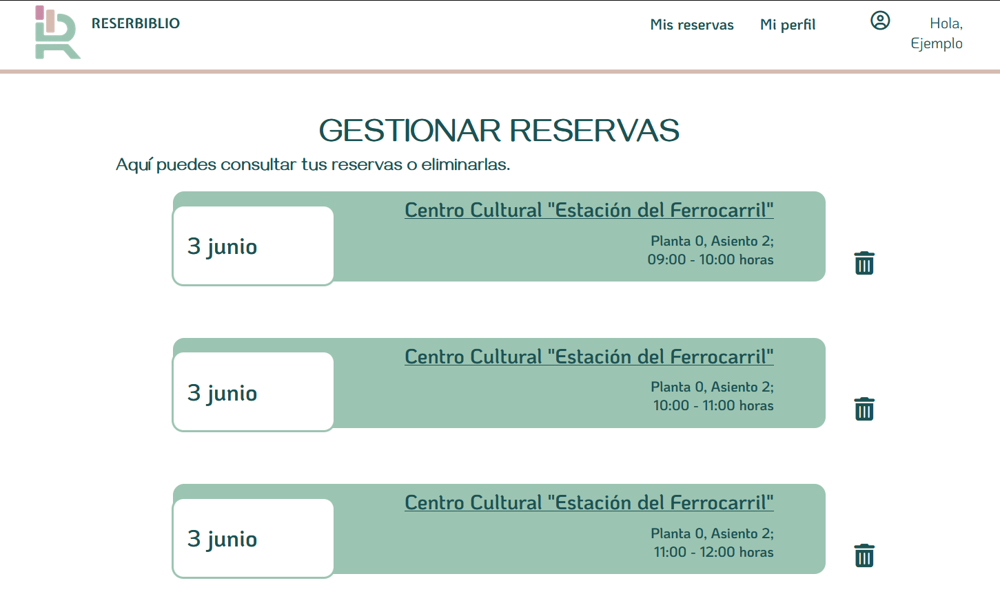 RESERBIBLIO
Mis reservas
Mi perfil
Hola,
Ejemplo
GESTIONAR RESERVAS
Aquí puedes consultar tus reservas o eliminarlas.
3 junio
Centro Cultural "Estación del Ferrocarril"
Planta 0, Asiento 2;
09:00 - 10:00 horas
3 junio
Centro Cultural "Estación del Ferrocarril"
Planta 0, Asiento 2;
10:00 - 11:00 horas
3 junio
Centro Cultural "Estación del Ferrocarril"
Planta 0, Asiento 2;
11:00 - 12:00 horas